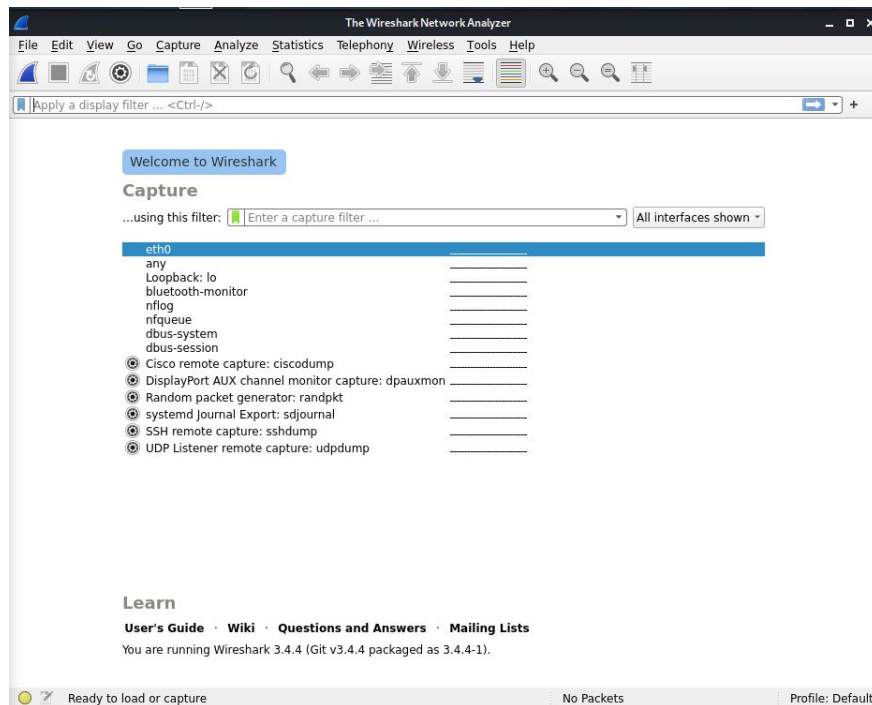 The Wireshark Network Analyzer
File Edit View Go Capture Analyze Statistics Telephony Wireless Tools Help
Apply a display filter ... <Ctrl-/>
+
Welcome to Wireshark
Capture
...using this filter: Enter a capture filter ... All interfaces shown
eth0
any
Loopback: lo
bluetooth-monitor
nflog
nfqueue
dbus-system
dbus-session
Cisco remote capture: ciscodump
DisplayPort AUX channel monitor capture: dpauxmon
Random packet generator: randpkt
systemd Journal Export: sdjournal
SSH remote capture: sshdump
UDP Listener remote capture: udpdump
Learn
User's Guide · Wiki · Questions and Answers · Mailing Lists
You are running Wireshark 3.4.4 (Git v3.4.4 packaged as 3.4.4-1).
Ready to load or capture No Packets Profile: Default